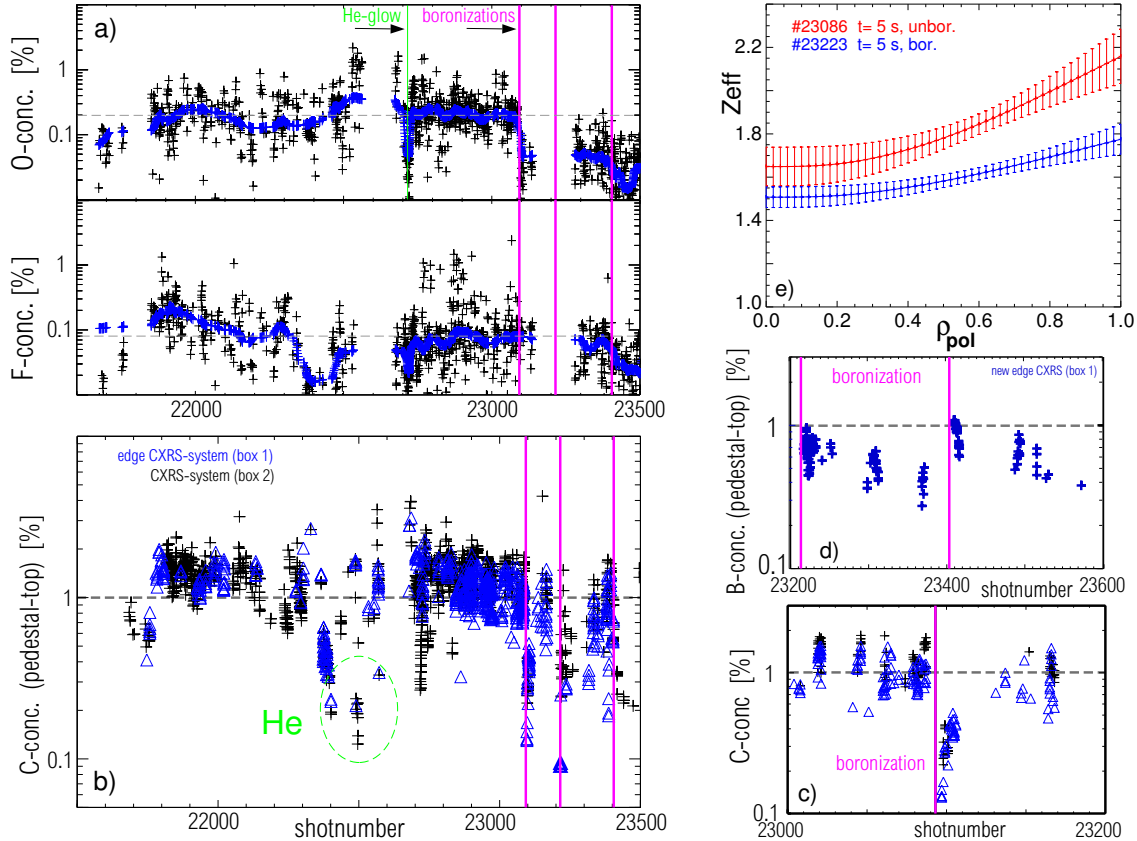 He-glow
boronizations
a)
O-conc. [%]
1
0.1
F-conc. [%]
1
0.1
22000
23000
23500
edge CXRS-system (box 1)
CXRS-system (box 2)
C-conc. (pedestal-top) [%]
1
0.1
He
b)
22000
shotnumber
23000
23500
#23086 t= 5 s, unbor.
#23223 t= 5 s, bor.
Zeff
2.2
1.8
1.4
1.0
e)
0.0
0.2
0.4
0.6
0.8
1.0
ρpol
boronization
new edge CXRS (box 1)
B-conc. (pedestal-top) [%]
1
0.1
d)
23200
23400
shotnumber
23600
C-conc [%]
1
0.1
boronization
c)
23000
shotnumber
23200